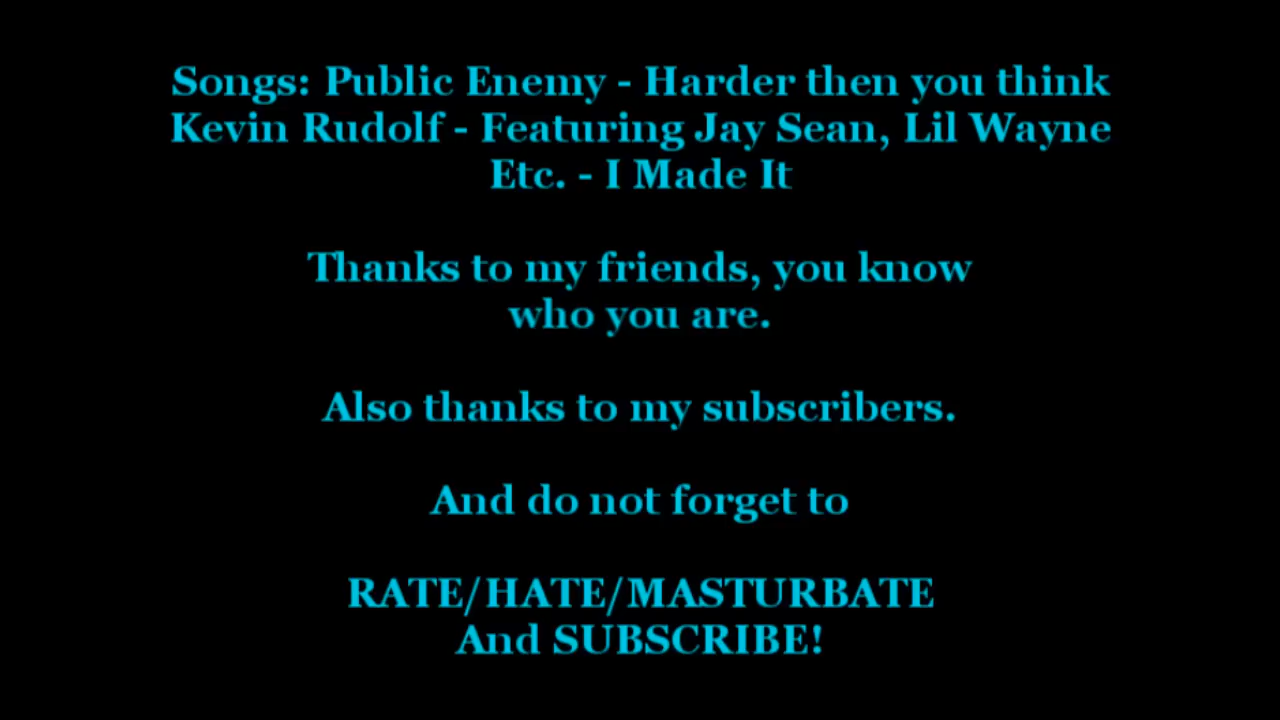 Songs: Public Enemy - Harder then you think
Kevin Rudolf - Featuring Jay Sean, Lil Wayne
Etc. - I Made It
Thanks to my friends, you know
who you are.
Also thanks to my subscribers.
And do not forget to
RATE/HATE/MASTURBATE
And SUBSCRIBE!